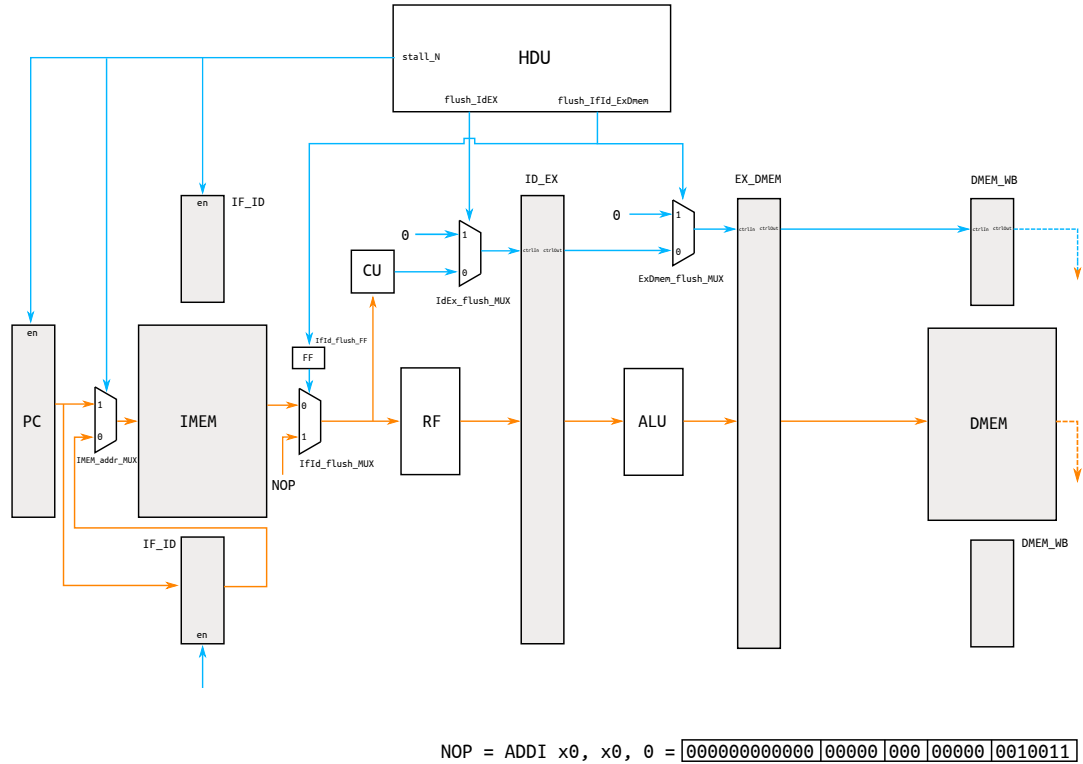 HDU
stall_N
flush_IdEX
flush_IfId_ExDmem
ID_EX
EX_DMEM
DMEM_WB
en
IF_ID
0
1
0
CU
IdEx_flush_MUX
ctrlIn
ctrlOut
0
1
0
ExDmem_flush_MUX
ctrlIn
ctrlOut
ctrlIn
ctrlOut
en
PC
1
0
IMEM_addr_MUX
IMEM
IfId_flush_FF
FF
0
1
IfId_flush_MUX
NOP
RF
ALU
DMEM
IF_ID
en
DMEM_WB
NOP = ADDI x0, x0, 0 = 000000000000 00000 000 00000 0010011